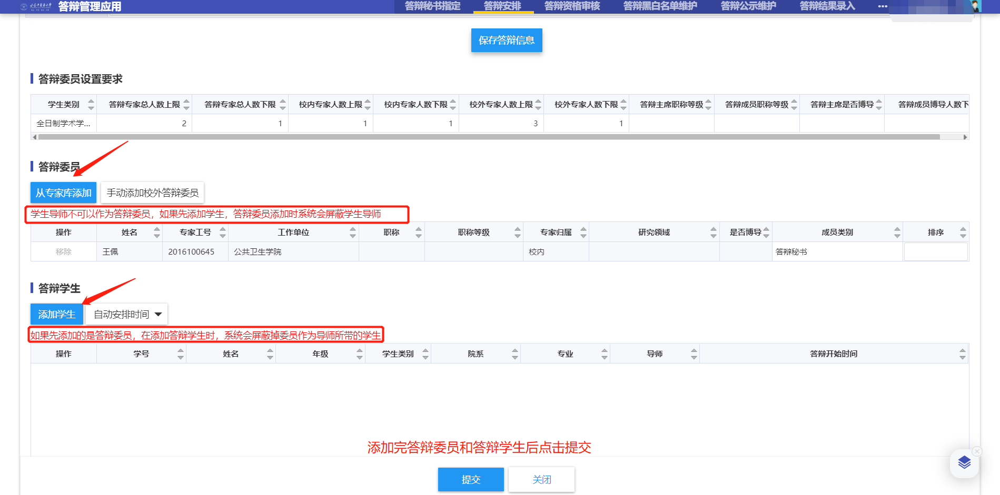 答辩管理应用
答辩秘书指定 答辩安排 答辩资格审核 答辩黑白名单维护 答辩公示维护 答辩结果录入 •••
保存答辩信息
答辩委员设置要求
学生类别 答辩专家总人数上限 答辩专家总人数下限 校内专家人数上限 校内专家人数下限 校外专家人数上限 校外专家人数下限 答辩主席职称等级 答辩成员职称等级 答辩主席是否博导 答辩成员博导人数下
全日制学术学... 2 1 1 1 3 1
答辩委员
从专家库添加 手动添加校外答辩委员
学生导师不可以作为答辩委员，如果先添加学生，答辩委员添加时系统会屏蔽学生导师
操作 姓名 专家工号 工作单位 职称 职称等级 专家归属 研究领域 是否博导 成员类别 排序
移除 王佩 2016100645 公共卫生学院 校内 答辩秘书
答辩学生
添加学生 自动安排时间
如果先添加的是答辩委员，在添加答辩学生时，系统会屏蔽掉委员作为导师所带的学生
操作 学号 姓名 年级 学生类别 院系 专业 导师 答辩开始时间
添加完答辩委员和答辩学生后点击提交
提交 关闭